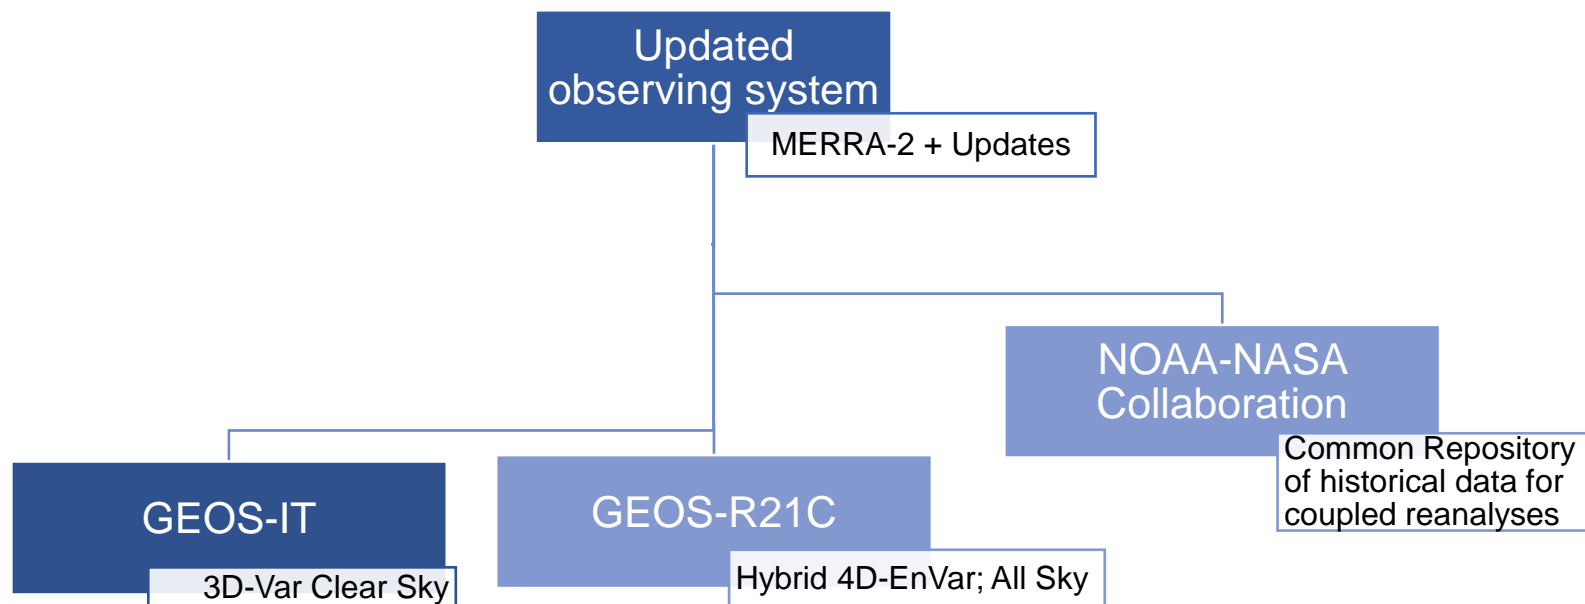 Updated
observing system
MERRA-2 + Updates
NOAA-NASA
Collaboration
Common Repository
of historical data for
coupled reanalyses
GEOS-IT
3D-Var Clear Sky
GEOS-R21C
Hybrid 4D-EnVar; All Sky